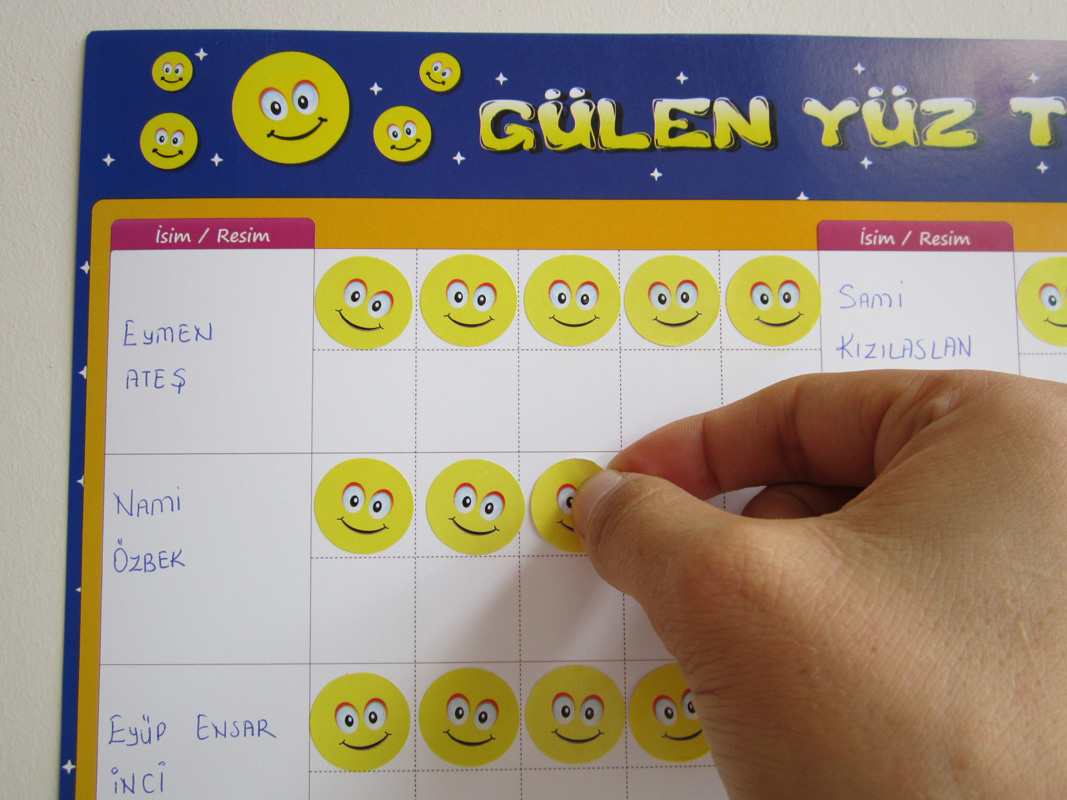 GÜLEN YÜZ T
İsim / Resim
EYMEN
ATEŞ
NAMİ
ÖZBEK
EYÜP ENSAR
İNCİ
İsim / Resim
SAMİ
KIZILASLAN